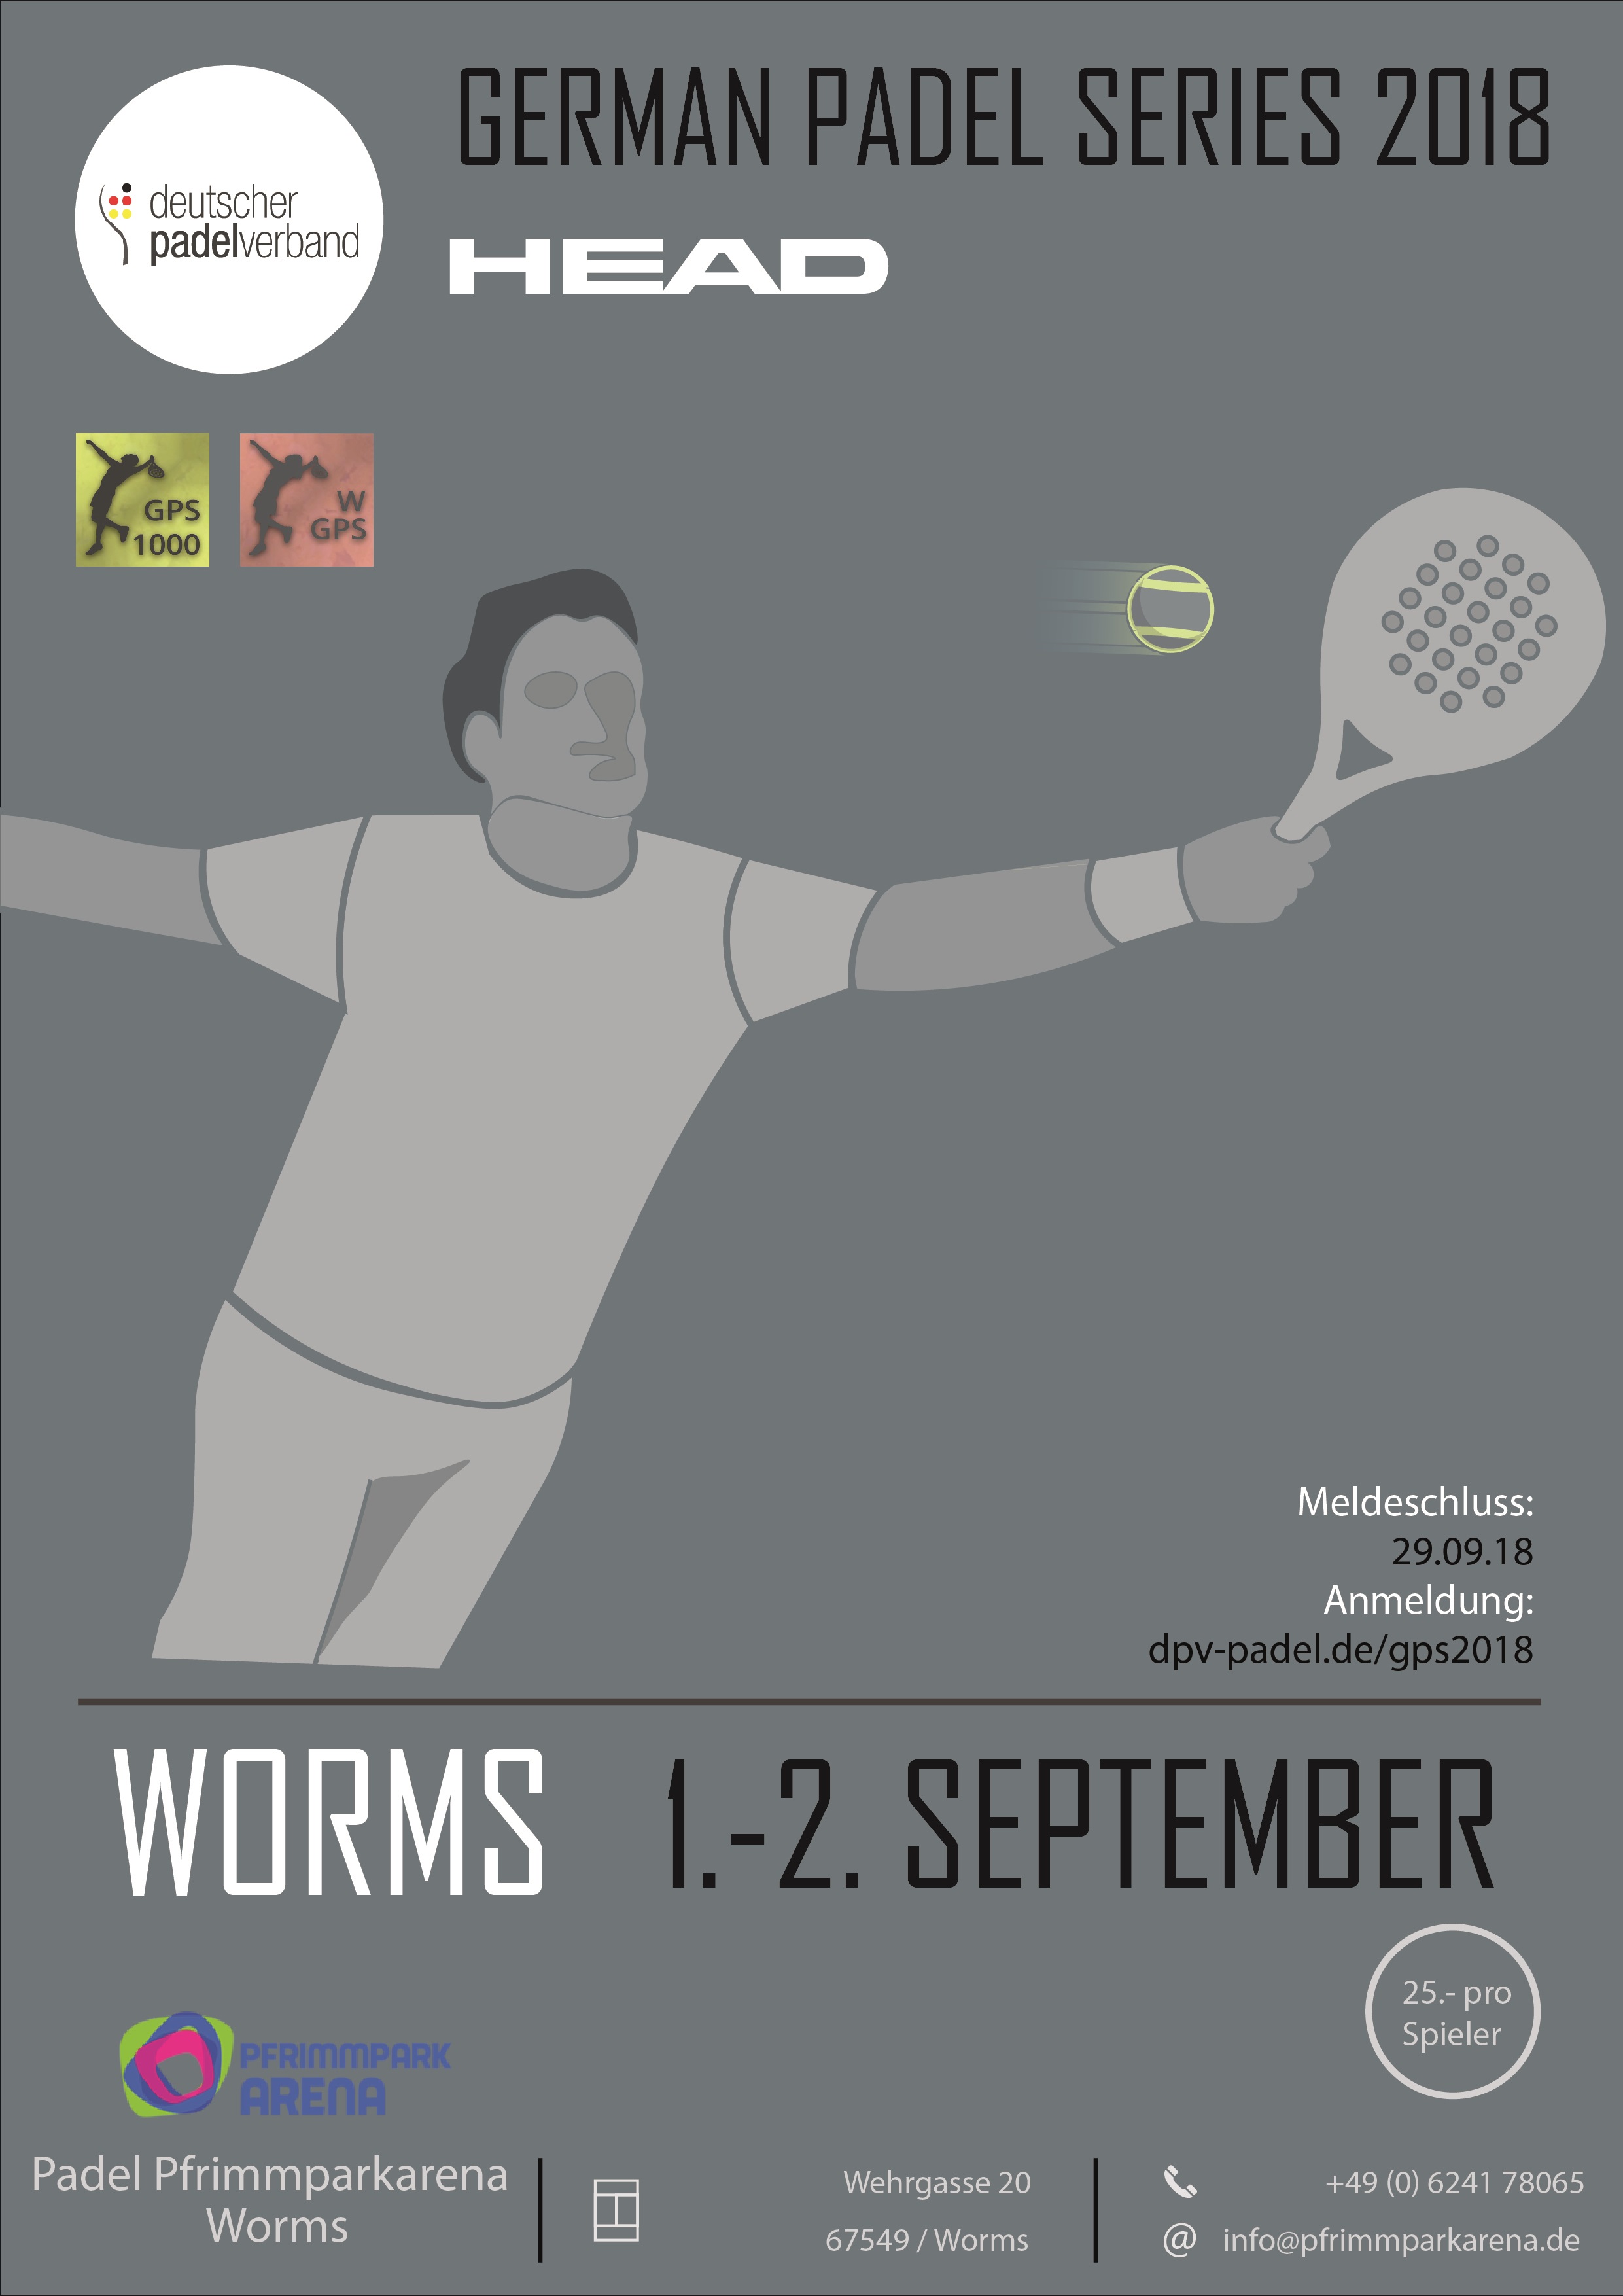 GERMAN PADEL SERIES 2018
deutscher
padelverband
HEAD
GPS
1000
W
GPS
Meldeschluss:
29.09.18
Anmeldung:
dpv-padel.de/gps2018
WORMS 1.-2. SEPTEMBER
25.- pro
Spieler
PFRIMMPARK
ARENA
Padel Pfrimmparkarena
Worms
Wehrgasse 20
67549 / Worms
+49 (0) 6241 78065
@ info@pfrimmparkarena.de